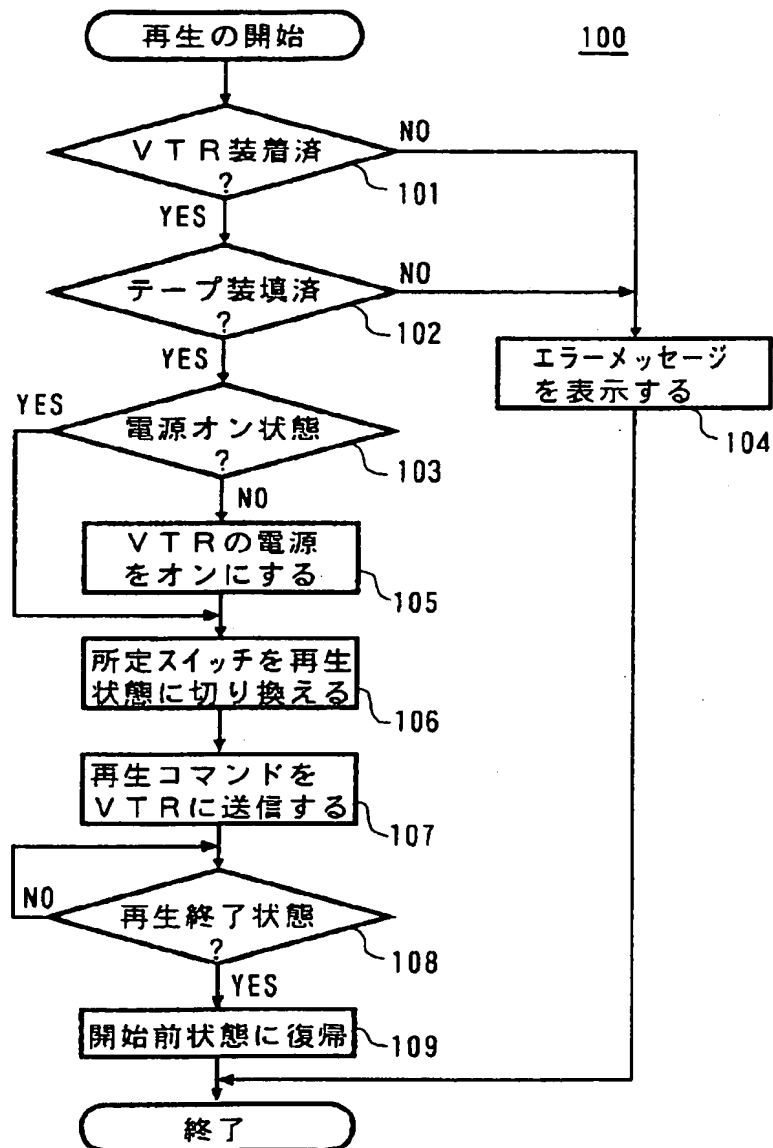 再生の開始
100
VTR装着済
?
NO
101
YES
テープ装填済
?
NO
102
YES
エラーメッセージ
を表示する
104
YES
電源オン状態
?
103
NO
VTRの電源
をオンにする
105
所定スイッチを再生
状態に切り換える
106
再生コマンドを
VTRに送信する
107
NO
再生終了状態
?
108
YES
開始前状態に復帰
109
終了